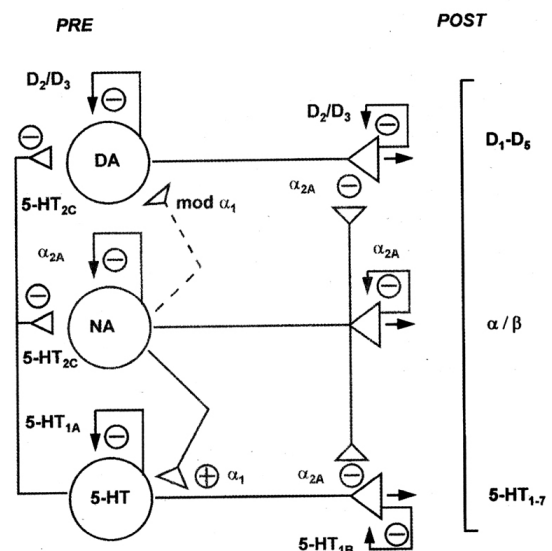 PRE
POST
D₂/D₃
⊖
D₂/D₃
⊖
⊖
DA
D₁-D₅
α₂A
⊖
5-HT₂C
mod α₁
α₂A
⊖
α₂A
⊖
⊖
NA
α / β
5-HT₂C
5-HT₁A
⊖
⊕ α₁
α₂A
⊖
5-HT
5-HT₁₋₇
5-HT₁B
⊖